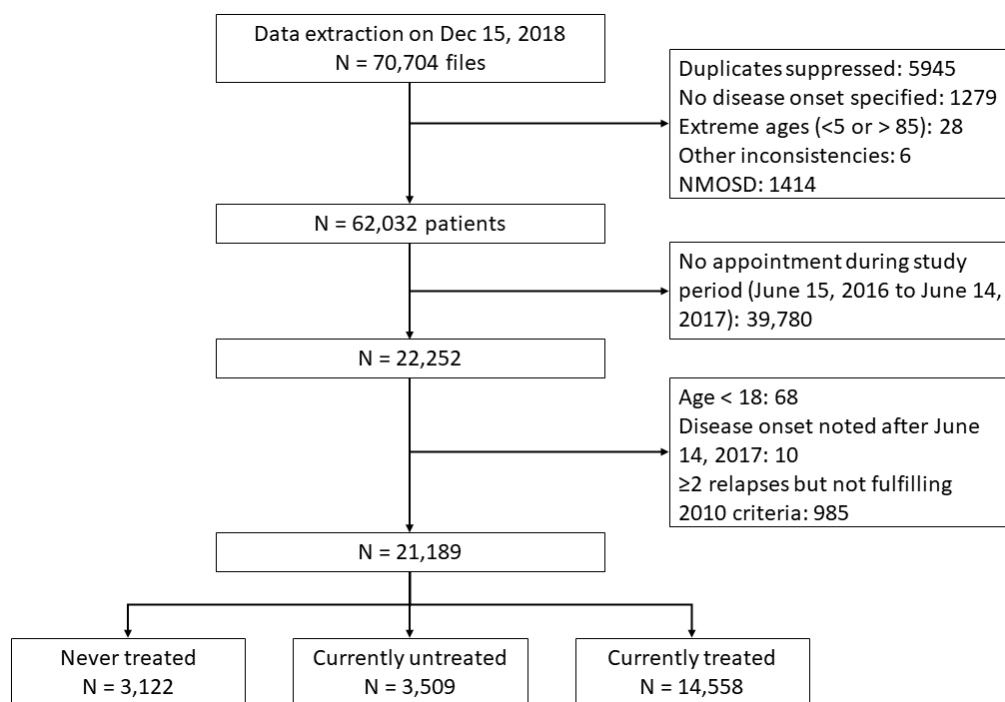 Data extraction on Dec 15, 2018
N = 70,704 files
Duplicates suppressed: 5945
No disease onset specified: 1279
Extreme ages (<5 or > 85): 28
Other inconsistencies: 6
NMOSD: 1414
N = 62,032 patients
No appointment during study
period (June 15, 2016 to June 14,
2017): 39,780
N = 22,252
Age < 18: 68
Disease onset noted after June
14, 2017: 10
≥2 relapses but not fulfilling
2010 criteria: 985
N = 21,189
Never treated
N = 3,122
Currently untreated
N = 3,509
Currently treated
N = 14,558